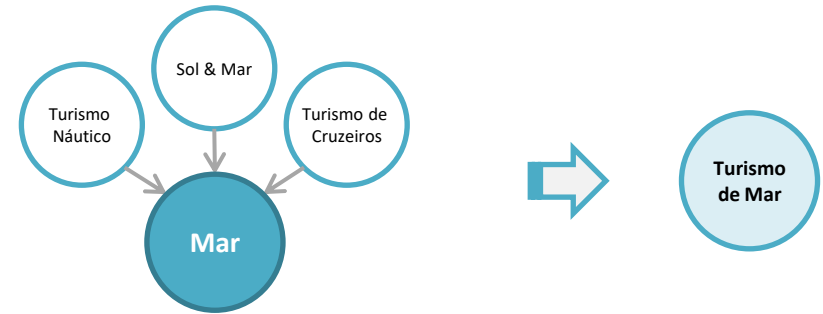 Sol & Mar
Turismo
Náutico
Turismo de
Cruzeiros
Mar
Turismo
de Mar